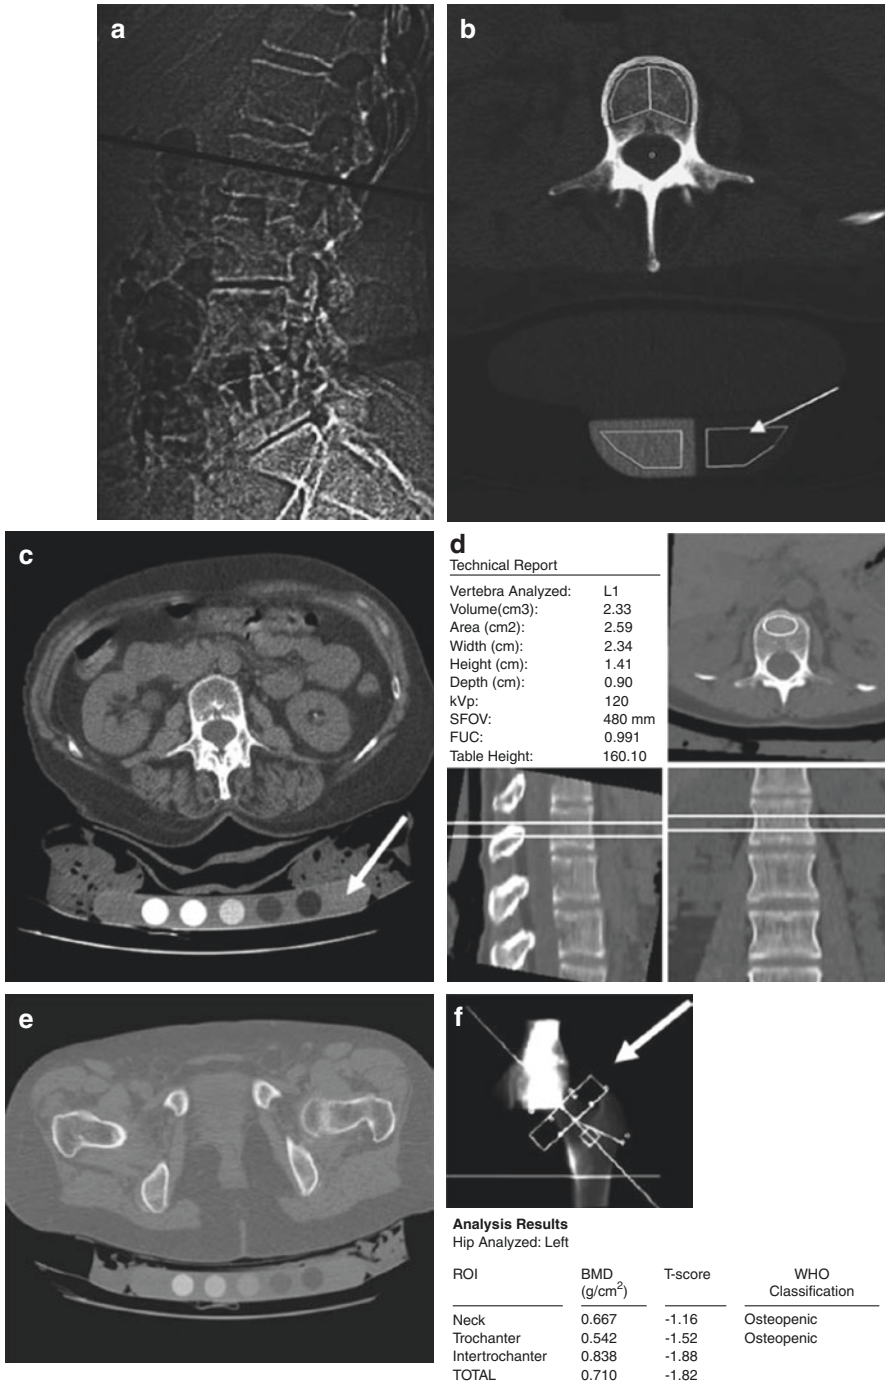 a
b
c
d
Technical Report
Vertebra Analyzed: L1
Volume(cm3): 2.33
Area (cm2): 2.59
Width (cm): 2.34
Height (cm): 1.41
Depth (cm): 0.90
kVp: 120
SFOV: 480 mm
FUC: 0.991
Table Height: 160.10
e
f
Analysis Results
Hip Analyzed: Left
ROI BMD T-score WHO
(g/cm2) Classification
Neck 0.667 -1.16 Osteopenic
Trochanter 0.542 -1.52 Osteopenic
Intertrochanter 0.838 -1.88
TOTAL 0.710 -1.82